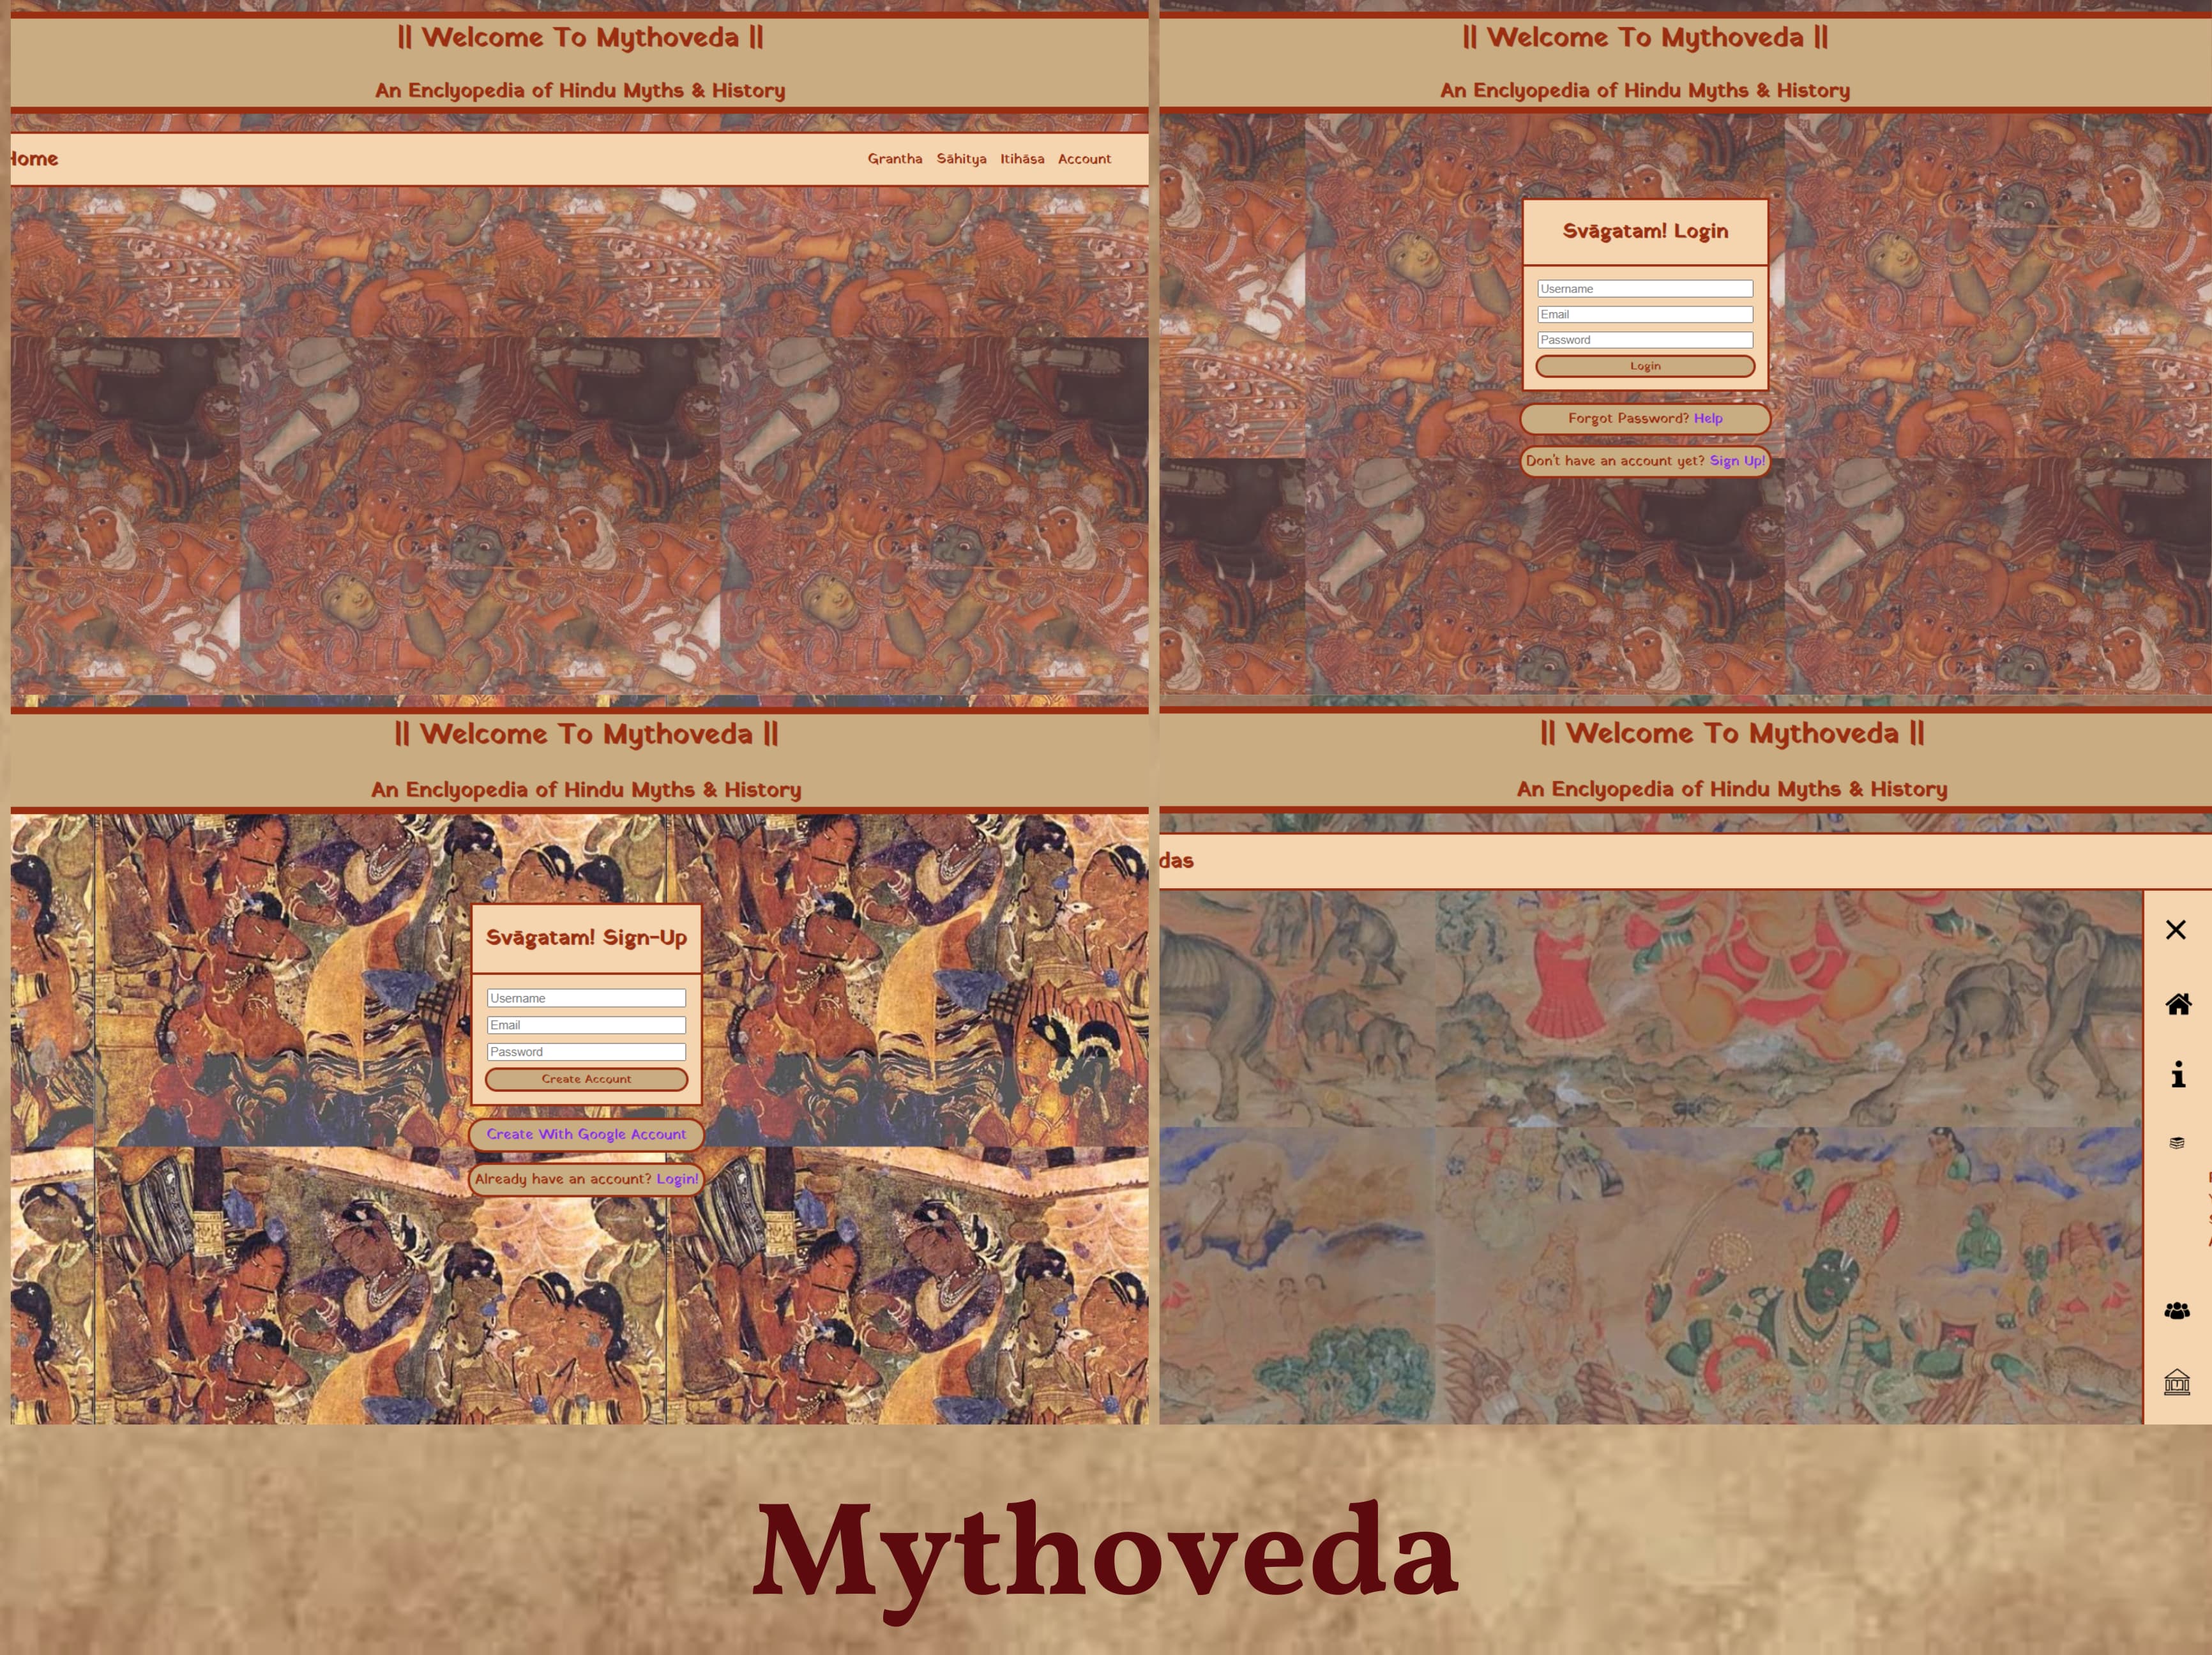 || Welcome To Mythoveda ||
An Enclyopedia of Hindu Myths & History
Home
Grantha Sāhitya Itihāsa Account
|| Welcome To Mythoveda ||
An Enclyopedia of Hindu Myths & History
Svāgatam! Login
Username
Email
Password
Login
Forgot Password? Help
Don't have an account yet? Sign Up!
|| Welcome To Mythoveda ||
An Enclyopedia of Hindu Myths & History
Svāgatam! Sign-Up
Username
Email
Password
Create Account
Create With Google Account
Already have an account? Login!
|| Welcome To Mythoveda ||
An Enclyopedia of Hindu Myths & History
das
Mythoveda